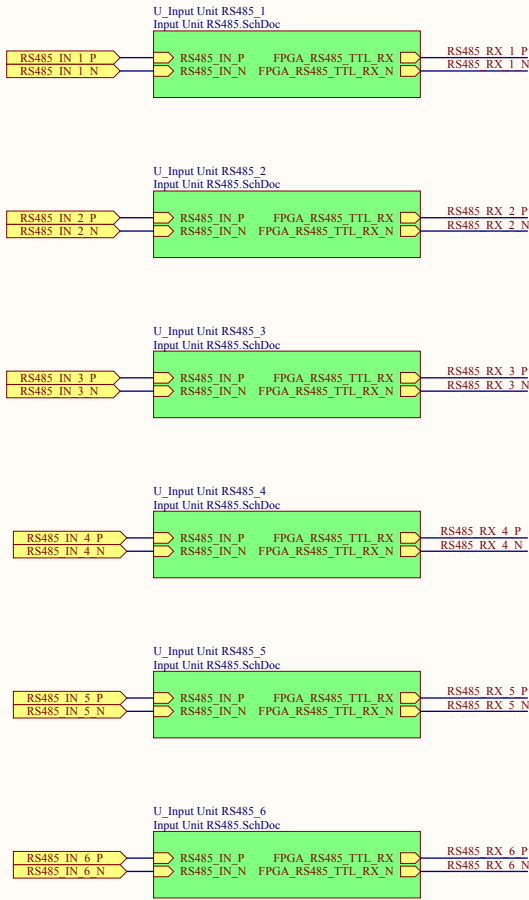 U_Input Unit RS485_1
Input Unit RS485.SchDoc
RS485_IN_1_P RS485_IN_P FPGA_RS485_TTL_RX RS485_RX_1_P
RS485_IN_1_N RS485_IN_N FPGA_RS485_TTL_RX_N RS485_RX_1_N
U_Input Unit RS485_2
Input Unit RS485.SchDoc
RS485_IN_2_P RS485_IN_P FPGA_RS485_TTL_RX RS485_RX_2_P
RS485_IN_2_N RS485_IN_N FPGA_RS485_TTL_RX_N RS485_RX_2_N
U_Input Unit RS485_3
Input Unit RS485.SchDoc
RS485_IN_3_P RS485_IN_P FPGA_RS485_TTL_RX RS485_RX_3_P
RS485_IN_3_N RS485_IN_N FPGA_RS485_TTL_RX_N RS485_RX_3_N
U_Input Unit RS485_4
Input Unit RS485.SchDoc
RS485_IN_4_P RS485_IN_P FPGA_RS485_TTL_RX RS485_RX_4_P
RS485_IN_4_N RS485_IN_N FPGA_RS485_TTL_RX_N RS485_RX_4_N
U_Input Unit RS485_5
Input Unit RS485.SchDoc
RS485_IN_5_P RS485_IN_P FPGA_RS485_TTL_RX RS485_RX_5_P
RS485_IN_5_N RS485_IN_N FPGA_RS485_TTL_RX_N RS485_RX_5_N
U_Input Unit RS485_6
Input Unit RS485.SchDoc
RS485_IN_6_P RS485_IN_P FPGA_RS485_TTL_RX RS485_RX_6_P
RS485_IN_6_N RS485_IN_N FPGA_RS485_TTL_RX_N RS485_RX_6_N